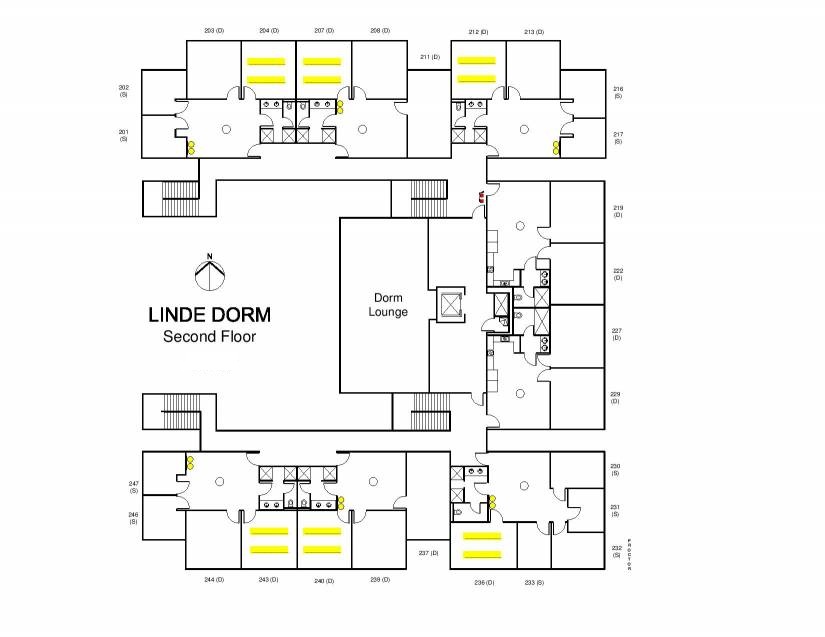 203 (D)
204 (D)
207 (D)
208 (D)
211 (D)
212 (D)
213 (D)
202
(S)
201
(S)
216
(S)
217
(S)
219
(D)
222
(D)
227
(D)
229
(D)
N
LINDE DORM
Second Floor
Dorm
Lounge
247
(S)
246
(S)
230
(S)
231
(S)
232
(S)
244 (D)
243 (D)
240 (D)
239 (D)
237 (D)
236 (D)
233 (S)